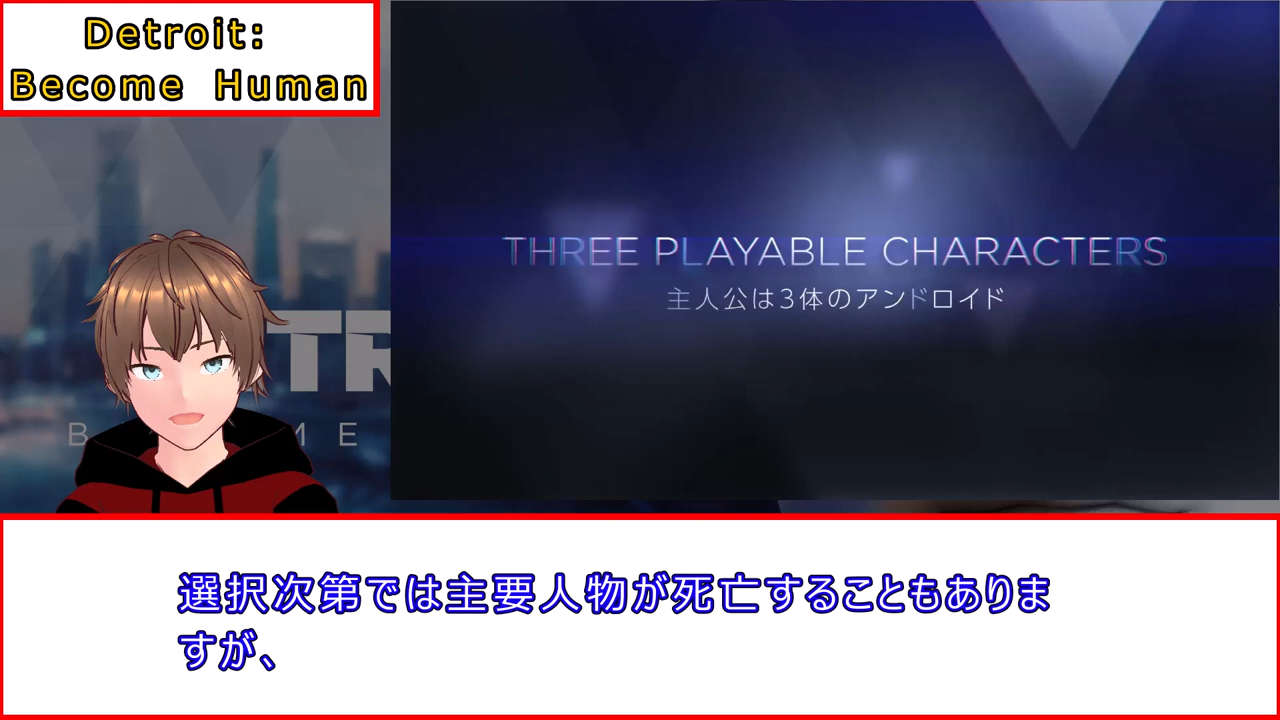 Detroit:
Become Human
THREE PLAYABLE CHARACTERS
主人公は3体のアンドロイド
TR
B ME
選択次第では主要人物が死亡することもありま
すが、